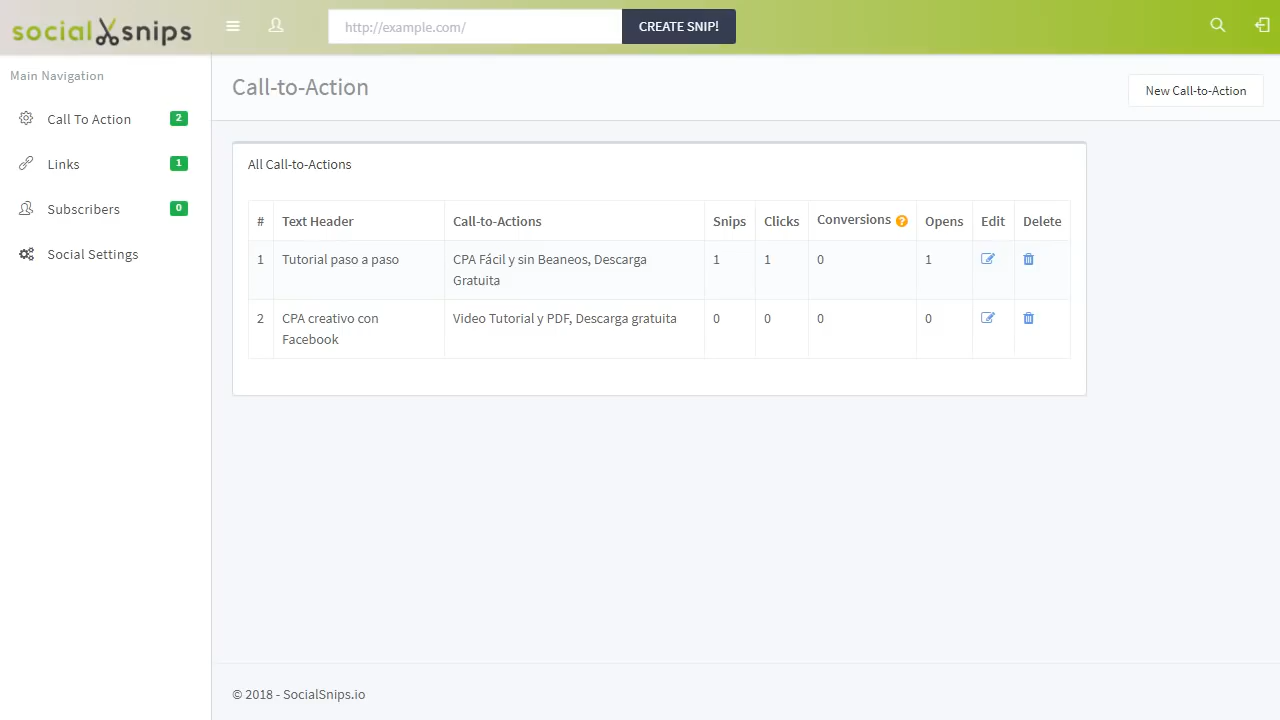 social snips
http://example.com/
CREATE SNIP!
Main Navigation
Call To Action 2
Links 1
Subscribers 0
Social Settings
Call-to-Action
New Call-to-Action
All Call-to-Actions
# Text Header Call-to-Actions Snips Clicks Conversions ? Opens Edit Delete
1 Tutorial paso a paso CPA Fácil y sin Beaneos, Descarga 1 1 0 1
Gratuita
2 CPA creativo con Video Tutorial y PDF, Descarga gratuita 0 0 0 0
Facebook
© 2018 - SocialSnips.io